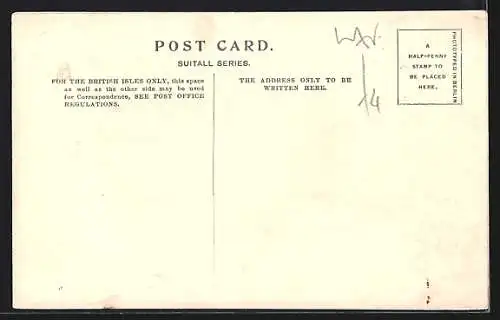 POST CARD.
SUITALL SERIES.
FOR THE BRITISH ISLES ONLY, this space
as well as the other side may be used
for Correspondence, SEE POST OFFICE
REGULATIONS.
THE ADDRESS ONLY TO BE
WRITTEN HERE.
A
HALF-PENNY
STAMP TO
BE PLACED
HERE.
PHOTOTYPED IN BERLIN